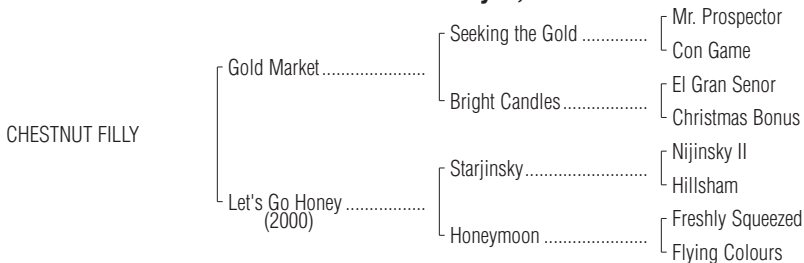 Mr. Prospector
Seeking the Gold ..............
Con Game
Gold Market......................
El Gran Senor
Bright Candles..................
Christmas Bonus
CHESTNUT FILLY
Nijinsky II
Starjinsky..........................
Hillsham
Let's Go Honey .................
(2000)
Freshly Squeezed
Honeymoon ......................
Flying Colours